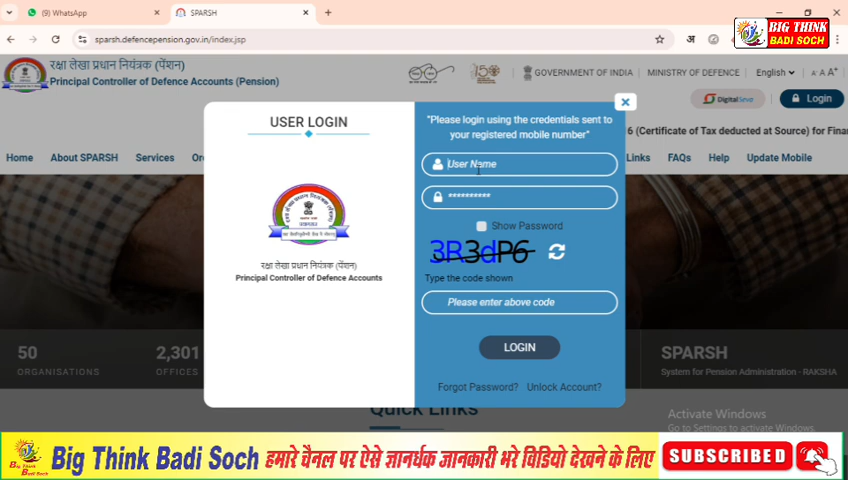 (9) WhatsApp
SPARSH
sparsh.defencepension.gov.in/index.jsp
BIG THINK
BADI SOCH
रक्षा लेखा प्रधान नियंत्रक (पेंशन)
Principal Controller of Defence Accounts (Pension)
GOVERNMENT OF INDIA
MINISTRY OF DEFENCE
English
A- A A+
DigitalSeva
Login
6 (Certificate of Tax deducted at Source) for Finan
Home
About SPARSH
Services
Links
FAQs
Help
Update Mobile
USER LOGIN
रक्षा लेखा प्रधान नियंत्रक (पेंशन)
Principal Controller of Defence Accounts
"Please login using the credentials sent to
your registered mobile number"
User Name
**********
Show Password
3R3dP6
Type the code shown
Please enter above code
LOGIN
Forgot Password?
Unlock Account?
50
ORGANISATIONS
2,301
OFFICES
SPARSH
System for Pension Administration - RAKSHA
Quick Links
Activate Windows
Go to Settings to activate Windows.
Big Think
Badi Soch
Big Think Badi Soch
हमारे चैनल पर ऐसे ज्ञानर्धक जानकारी भरे विडियो देखने के लिए
SUBSCRIBED